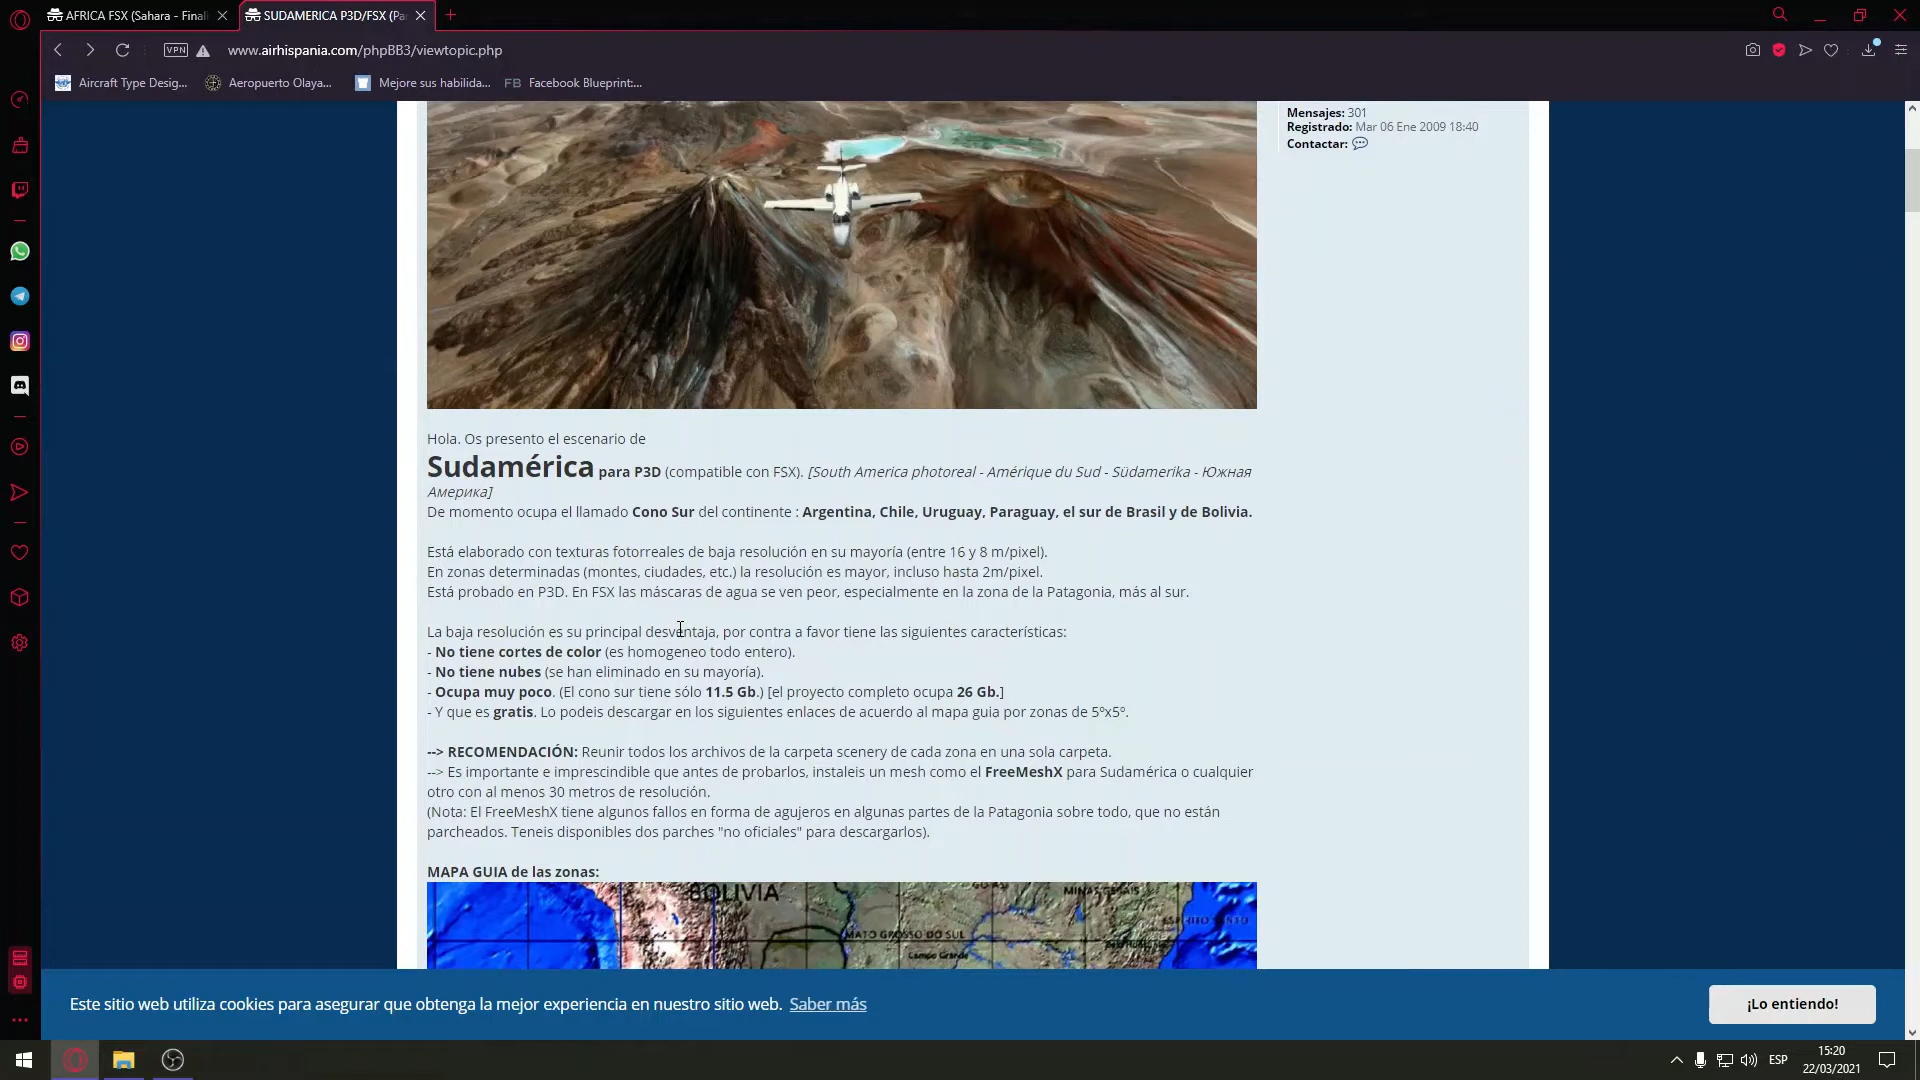 AFRICA FSX (Sahara - Final
SUDAMERICA P3D/FSX (Pa
VPN
www.airhispania.com/phpBB3/viewtopic.php
Aircraft Type Desig...
Aeropuerto Olaya...
Mejore sus habilida...
FB Facebook Blueprint:...
Mensajes: 301
Registrado: Mar 06 Ene 2009 18:40
Contactar:
Hola. Os presento el escenario de
Sudamérica para P3D (compatible con FSX). [South America photoreal - Amérique du Sud - Südamerika - Южная
Америка]
De momento ocupa el llamado Cono Sur del continente : Argentina, Chile, Uruguay, Paraguay, el sur de Brasil y de Bolivia.
Está elaborado con texturas fotorreales de baja resolución en su mayoría (entre 16 y 8 m/pixel).
En zonas determinadas (montes, ciudades, etc.) la resolución es mayor, incluso hasta 2m/pixel.
Está probado en P3D. En FSX las máscaras de agua se ven peor, especialmente en la zona de la Patagonia, más al sur.
La baja resolución es su principal desventaja, por contra a favor tiene las siguientes características:
- No tiene cortes de color (es homogeneo todo entero).
- No tiene nubes (se han eliminado en su mayoría).
- Ocupa muy poco. (El cono sur tiene sólo 11.5 Gb.) [el proyecto completo ocupa 26 Gb.]
- Y que es gratis. Lo podeis descargar en los siguientes enlaces de acuerdo al mapa guia por zonas de 5ºx5º.
--> RECOMENDACIÓN: Reunir todos los archivos de la carpeta scenery de cada zona en una sola carpeta.
--> Es importante e imprescindible que antes de probarlos, instaleis un mesh como el FreeMeshX para Sudamérica o cualquier
otro con al menos 30 metros de resolución.
(Nota: El FreeMeshX tiene algunos fallos en forma de agujeros en algunas partes de la Patagonia sobre todo, que no están
parcheados. Teneis disponibles dos parches "no oficiales" para descargarlos).
MAPA GUIA de las zonas:
BOLIVIA
MINAS GERAIS
ESPIRITO SANTO
MATO GROSSO DO SUL
Campo Grande
Este sitio web utiliza cookies para asegurar que obtenga la mejor experiencia en nuestro sitio web. Saber más
¡Lo entiendo!
ESP
15:20
22/03/2021